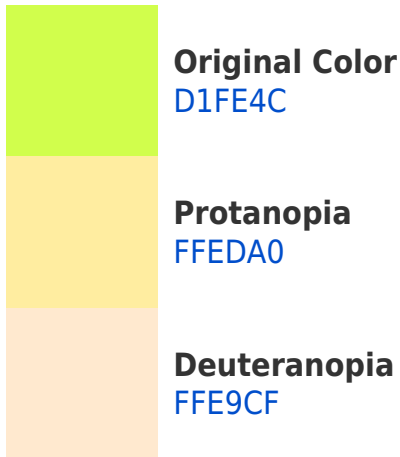 Original Color
D1FE4C
Protanopia
FFEDA0
Deuteranopia
FFE9CF